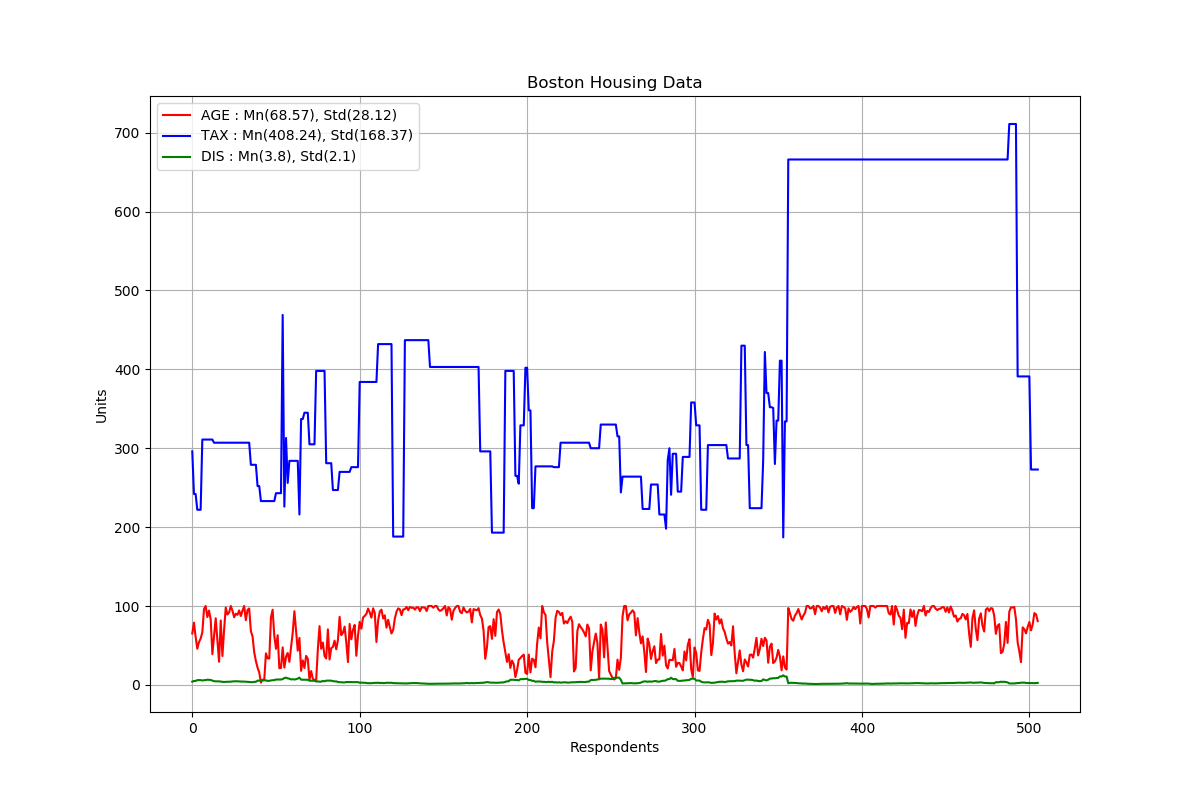 Boston Housing Data
AGE : Mn(68.57), Std(28.12)
TAX : Mn(408.24), Std(168.37)
DIS : Mn(3.8), Std(2.1)
700
600
500
400
300
200
100
0
Units
0 100 200 300 400 500
Respondents